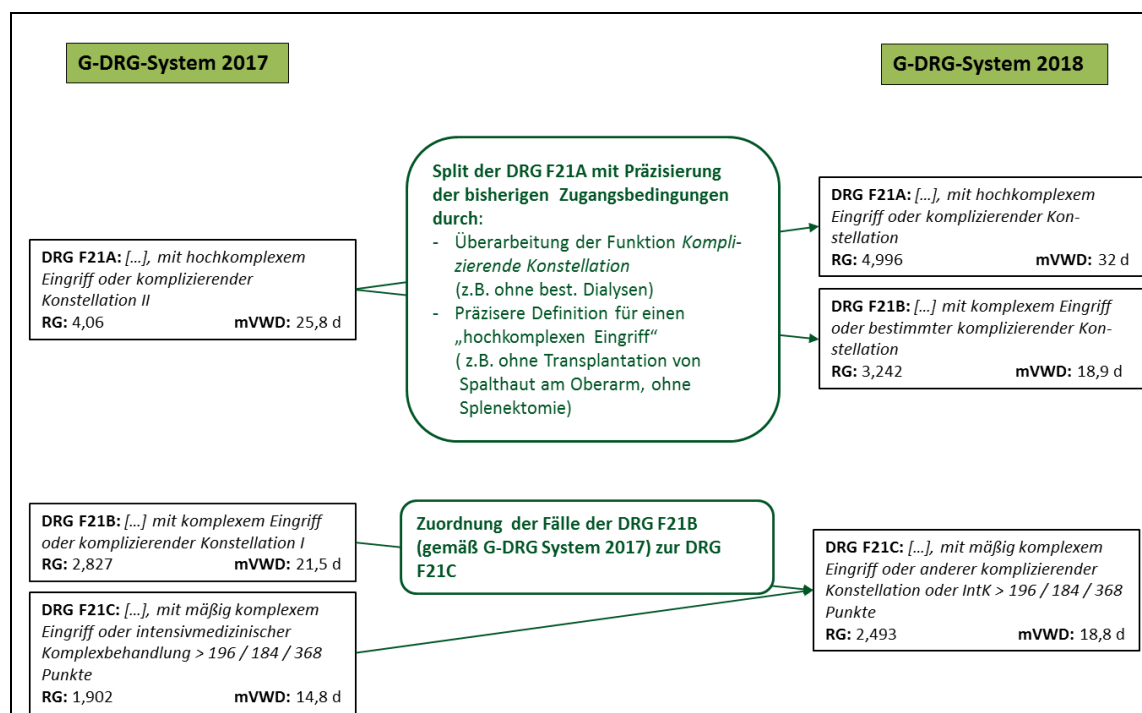 G-DRG-System 2017
G-DRG-System 2018
Split der DRG F21A mit Präzisierung
der bisherigen Zugangsbedingungen
durch:
- Überarbeitung der Funktion Kompli-
zierende Konstellation
(z.B. ohne best. Dialysen)
- Präzisere Definition für einen
„hochkomplexen Eingriff“
( z.B. ohne Transplantation von
Spalthaut am Oberarm, ohne
Splenektomie)
DRG F21A: […], mit hochkomplexem
Eingriff oder komplizierender
Konstellation II
RG: 4,06 mVWD: 25,8 d
DRG F21A: […], mit hochkomplexem
Eingriff oder komplizierender Kon-
stellation
RG: 4,996 mVWD: 32 d
DRG F21B: […] mit komplexem Eingriff
oder bestimmter komplizierender Kon-
stellation
RG: 3,242 mVWD: 18,9 d
DRG F21B: […] mit komplexem Eingriff
oder komplizierender Konstellation I
RG: 2,827 mVWD: 21,5 d
DRG F21C: […], mit mäßig komplexem
Eingriff oder intensivmedizinischer
Komplexbehandlung > 196 / 184 / 368
Punkte
RG: 1,902 mVWD: 14,8 d
Zuordnung der Fälle der DRG F21B
(gemäß G-DRG System 2017) zur DRG
F21C
DRG F21C: […], mit mäßig komplexem
Eingriff oder anderer komplizierender
Konstellation oder IntK > 196 / 184 / 368
Punkte
RG: 2,493 mVWD: 18,8 d